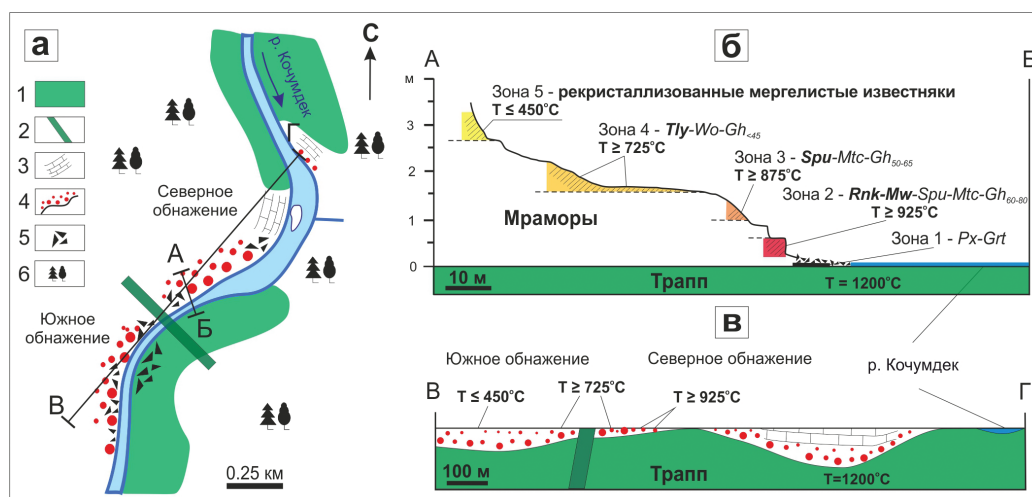 а
С
р. Кочумдек
1
2
3
4
5
6
Г
Северное
обнажение
А
Б
Южное
обнажение
В
0.25 км
б
А
Б
м
3
2
1
0
Зона 5 - рекристаллизованные мергелистые известняки
T ≤ 450°C
Зона 4 - Tly-Wo-Gh<45
T ≥ 725°C
Зона 3 - Spu-Mtc-Gh50-65
T ≥ 875°C
Зона 2 - Rnk-Mw-Spu-Mtc-Gh60-80
T ≥ 925°C
Зона 1 - Px-Grt
Мраморы
10 м
Трапп
T = 1200°C
в
Южное обнажение
Северное обнажение
р. Кочумдек
В
T ≤ 450°C
T ≥ 725°C
T ≥ 925°C
Г
100 м
Трапп
T=1200°C